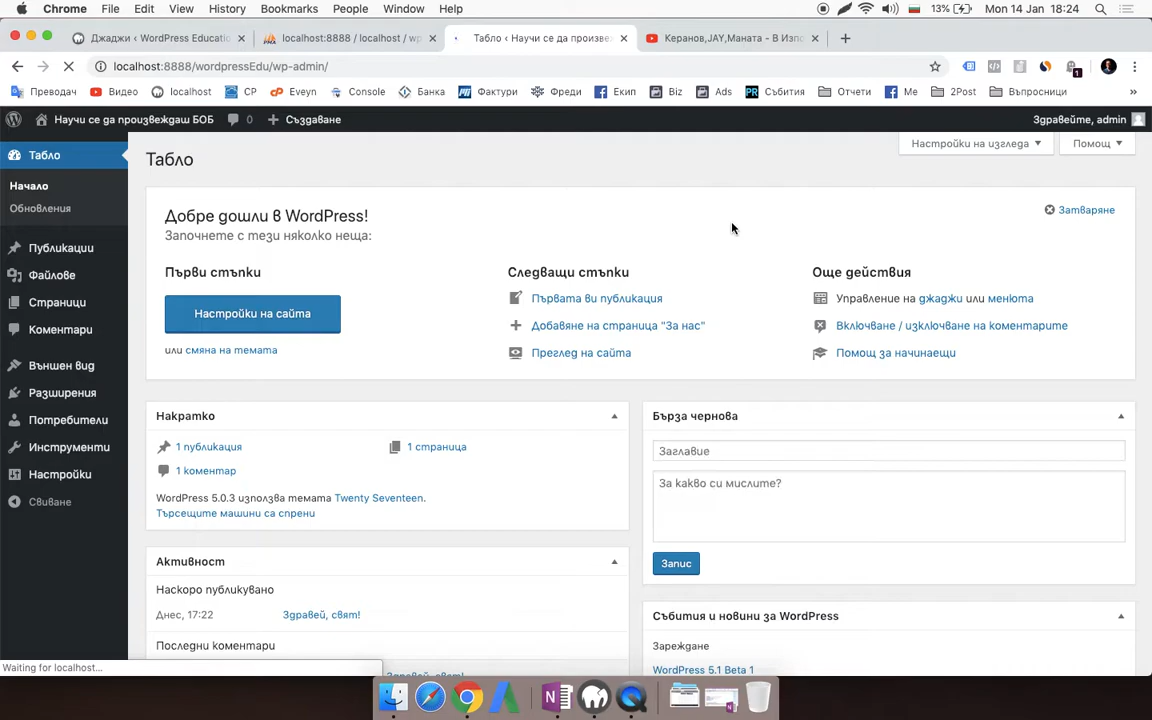 Chrome File Edit View History Bookmarks People Window Help 13% Mon 14 Jan 18:24
Джаджи ‹ WordPress Educatio localhost:8888 / localhost / wp Табло ‹ Научи се да произвеж Керанов,JAY,Маната - В Изпо
localhost:8888/wordpressEdu/wp-admin/
Преводач Видео localhost CP Eveyn Console Банка Фактури Фреди Екип Biz Ads Събития Отчети Me 2Post Въпросници »
Научи се да произвеждаш БОБ 0 Създаване Здравейте, admin
Табло
Начало
Обновления
Публикации
Файлове
Страници
Коментари
Външен вид
Разширения
Потребители
Инструменти
Настройки
Свиване
Настройки на изгледа Помощ
Табло
Затваряне
Добре дошли в WordPress!
Започнете с тези няколко неща:
Първи стъпки
Настройки на сайта
или смяна на темата
Следващи стъпки
Първата ви публикация
Добавяне на страница "За нас"
Преглед на сайта
Още действия
Управление на джаджи или менюта
Включване / изключване на коментарите
Помощ за начинаещи
Накратко
1 публикация 1 страница
1 коментар
WordPress 5.0.3 използва темата Twenty Seventeen.
Търсещите машини са спрени
Активност
Наскоро публикувано
Днес, 17:22 Здравей, свят!
Последни коментари
Здравей, свят!
Бърза чернова
Заглавие
За какво си мислите?
Запис
Събития и новини за WordPress
Зареждане
WordPress 5.1 Beta 1
Waiting for localhost...